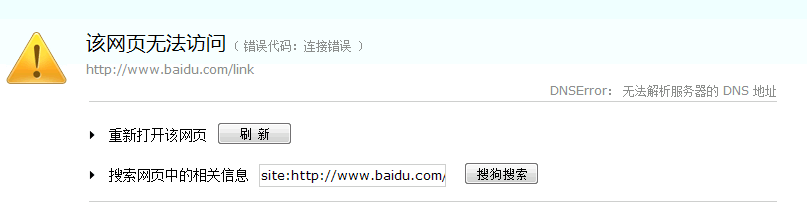 该网页无法访问（错误代码：连接错误 ）
http://www.baidu.com/link
DNSError: 无法解析服务器的 DNS 地址
重新打开该网页 刷 新
搜索网页中的相关信息 site:http://www.baidu.com/ 搜狗搜索